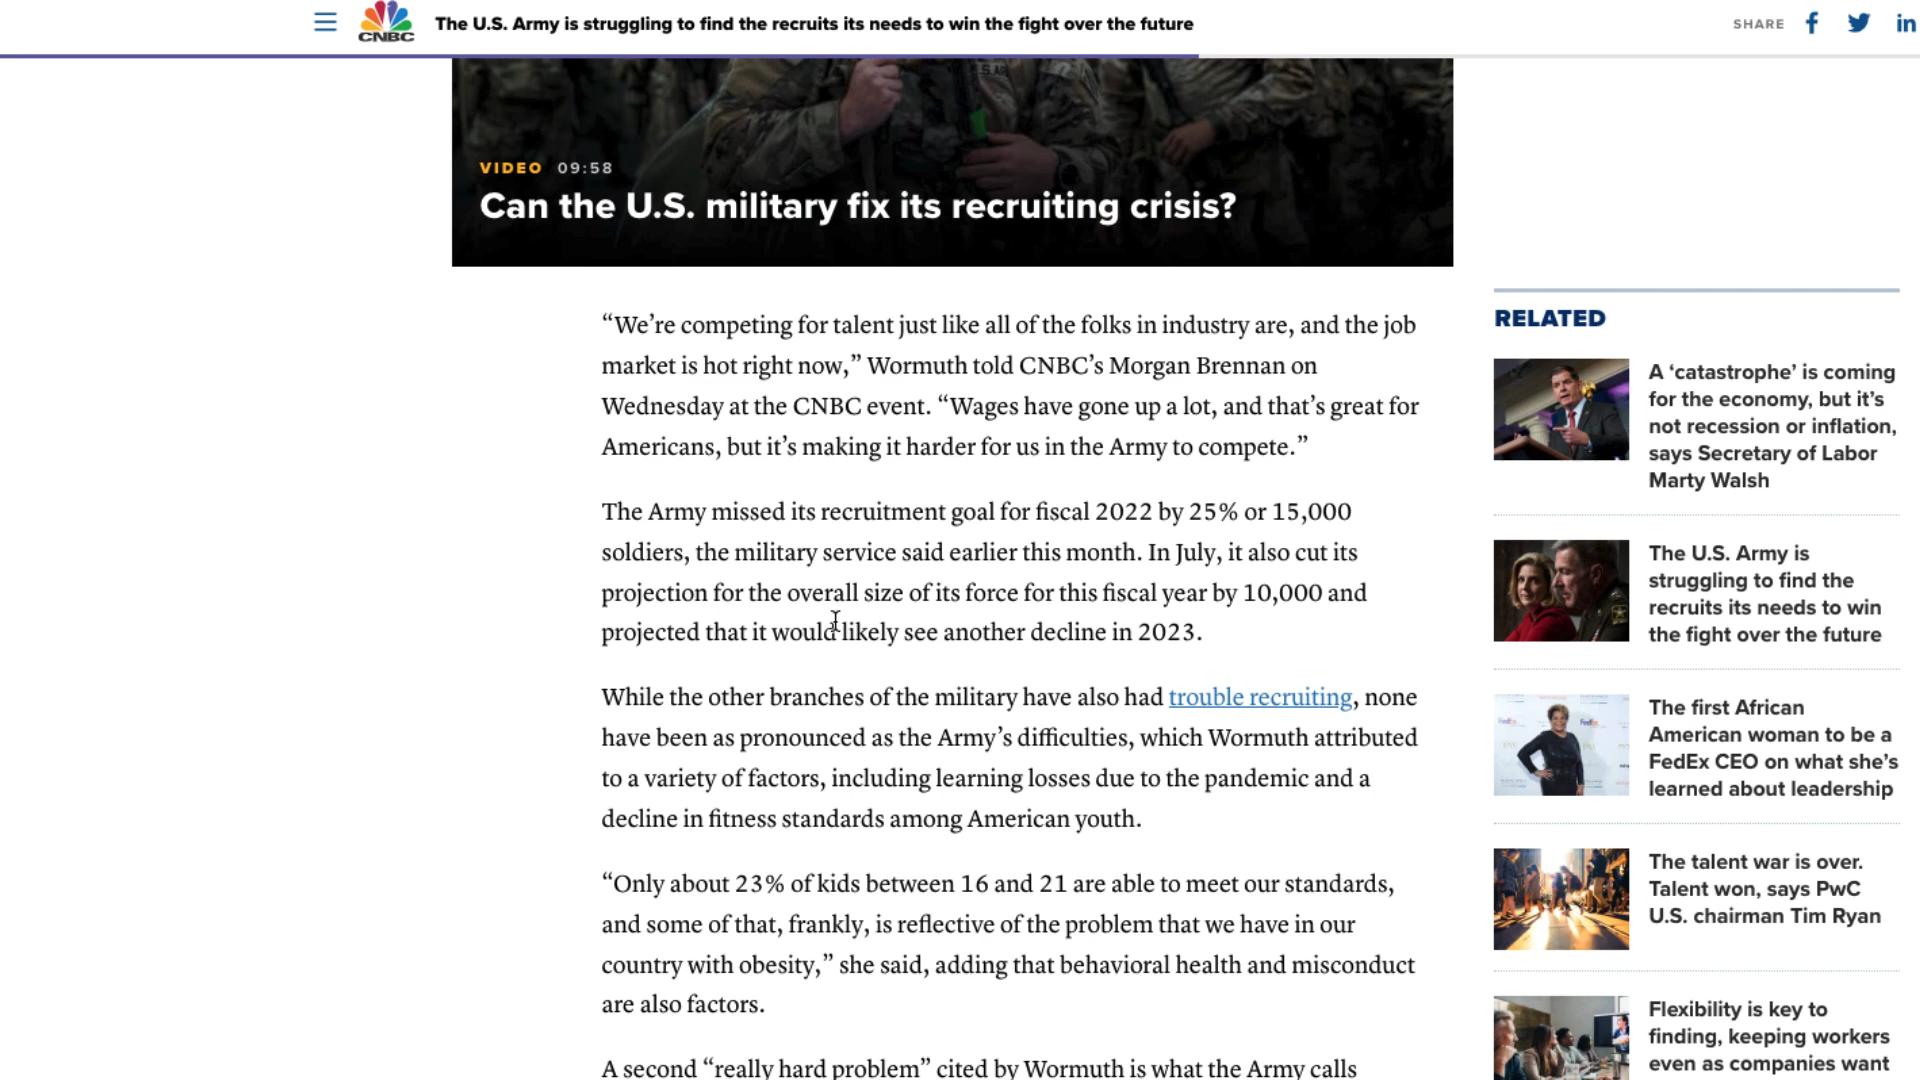 CNBC
The U.S. Army is struggling to find the recruits its needs to win the fight over the future
SHARE
U.S.A
VIDEO 09:58
Can the U.S. military fix its recruiting crisis?
“We’re competing for talent just like all of the folks in industry are, and the job
market is hot right now,” Wormuth told CNBC’s Morgan Brennan on
Wednesday at the CNBC event. “Wages have gone up a lot, and that’s great for
Americans, but it’s making it harder for us in the Army to compete.”
The Army missed its recruitment goal for fiscal 2022 by 25% or 15,000
soldiers, the military service said earlier this month. In July, it also cut its
projection for the overall size of its force for this fiscal year by 10,000 and
projected that it would likely see another decline in 2023.
While the other branches of the military have also had trouble recruiting, none
have been as pronounced as the Army’s difficulties, which Wormuth attributed
to a variety of factors, including learning losses due to the pandemic and a
decline in fitness standards among American youth.
“Only about 23% of kids between 16 and 21 are able to meet our standards,
and some of that, frankly, is reflective of the problem that we have in our
country with obesity,” she said, adding that behavioral health and misconduct
are also factors.
A second “really hard problem” cited by Wormuth is what the Army calls
RELATED
A ‘catastrophe’ is coming
for the economy, but it’s
not recession or inflation,
says Secretary of Labor
Marty Walsh
The U.S. Army is
struggling to find the
recruits its needs to win
the fight over the future
FedEx
The first African
American woman to be a
FedEx CEO on what she’s
learned about leadership
The talent war is over.
Talent won, says PwC
U.S. chairman Tim Ryan
Flexibility is key to
finding, keeping workers
even as companies want